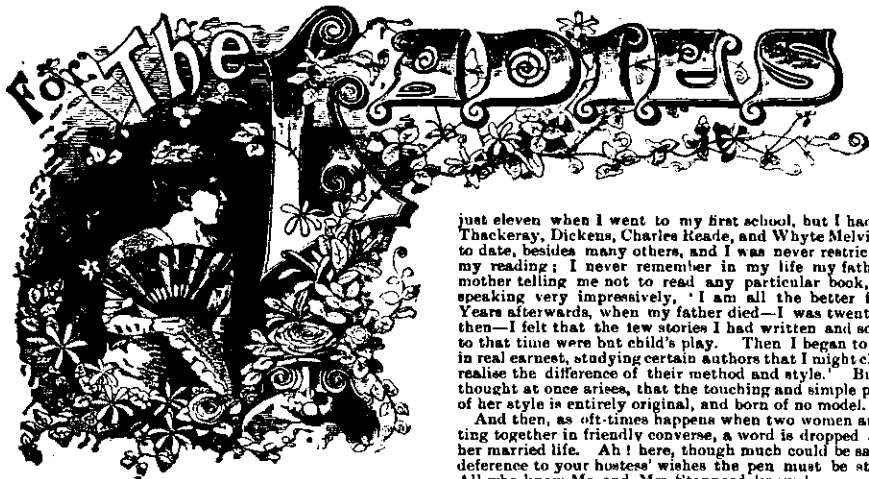 For The Ladies
just eleven when I went to my first school, but I had
Thackeray, Dickens, Charles Reade, and Whyte Melvi
to date, besides many others, and I was never restric
my reading; I never remember in my life my fath
mother telling me not to read any particular book,
speaking very impressively, 'I am all the better f
Years afterwards, when my father died—I was twent
then—I felt that the few stories I had written and so
to that time were but child's play. Then I began to
in real earnest, studying certain authors that I might cl
realise the difference of their method and style.' Bu
thought at once arises, that the touching and simple p
of her style is entirely original, and born of no model.
And then, as oft-times happens when two women a
ting together in friendly converse, a word is dropped
her married life. Ah! here, though much could be sa
deference to your hostess' wishes the pen must be st